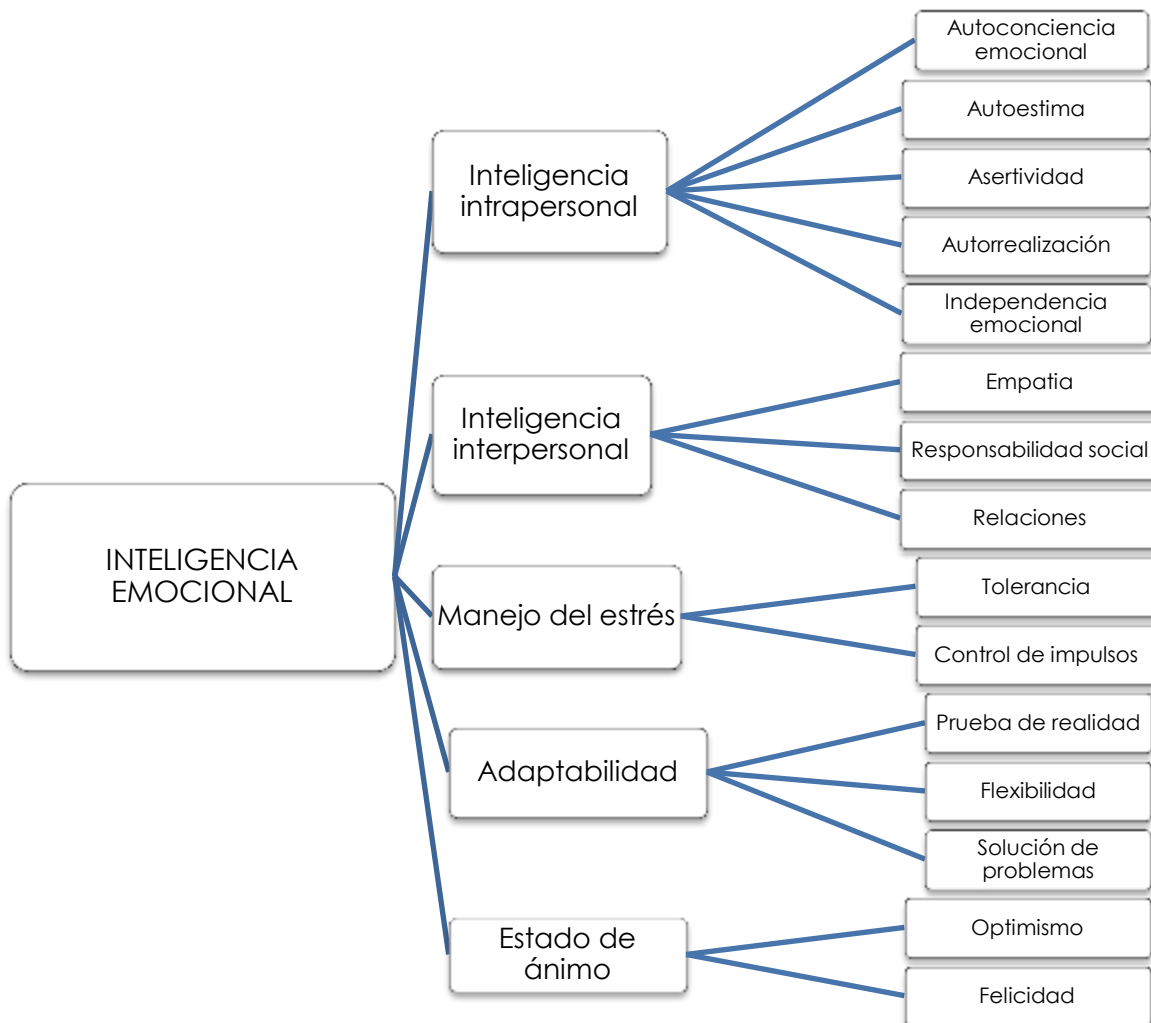 INTELIGENCIA
EMOCIONAL
Inteligencia
intrapersonal
Autoconciencia
emocional
Autoestima
Asertividad
Autorrealización
Independencia
emocional
Inteligencia
interpersonal
Empatia
Responsabilidad social
Relaciones
Manejo del estrés
Tolerancia
Control de impulsos
Adaptabilidad
Prueba de realidad
Flexibilidad
Solución de
problemas
Estado de
ánimo
Optimismo
Felicidad